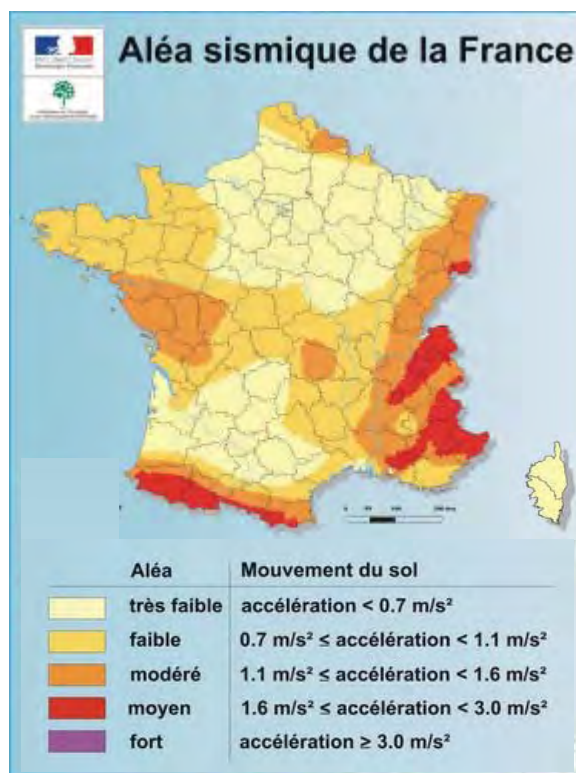 Aléa sismique de la France
Aléa Mouvement du sol
très faible accélération < 0.7 m/s²
faible 0.7 m/s² ≤ accélération < 1.1 m/s²
modéré 1.1 m/s² ≤ accélération < 1.6 m/s²
moyen 1.6 m/s² ≤ accélération < 3.0 m/s²
fort accélération ≥ 3.0 m/s²